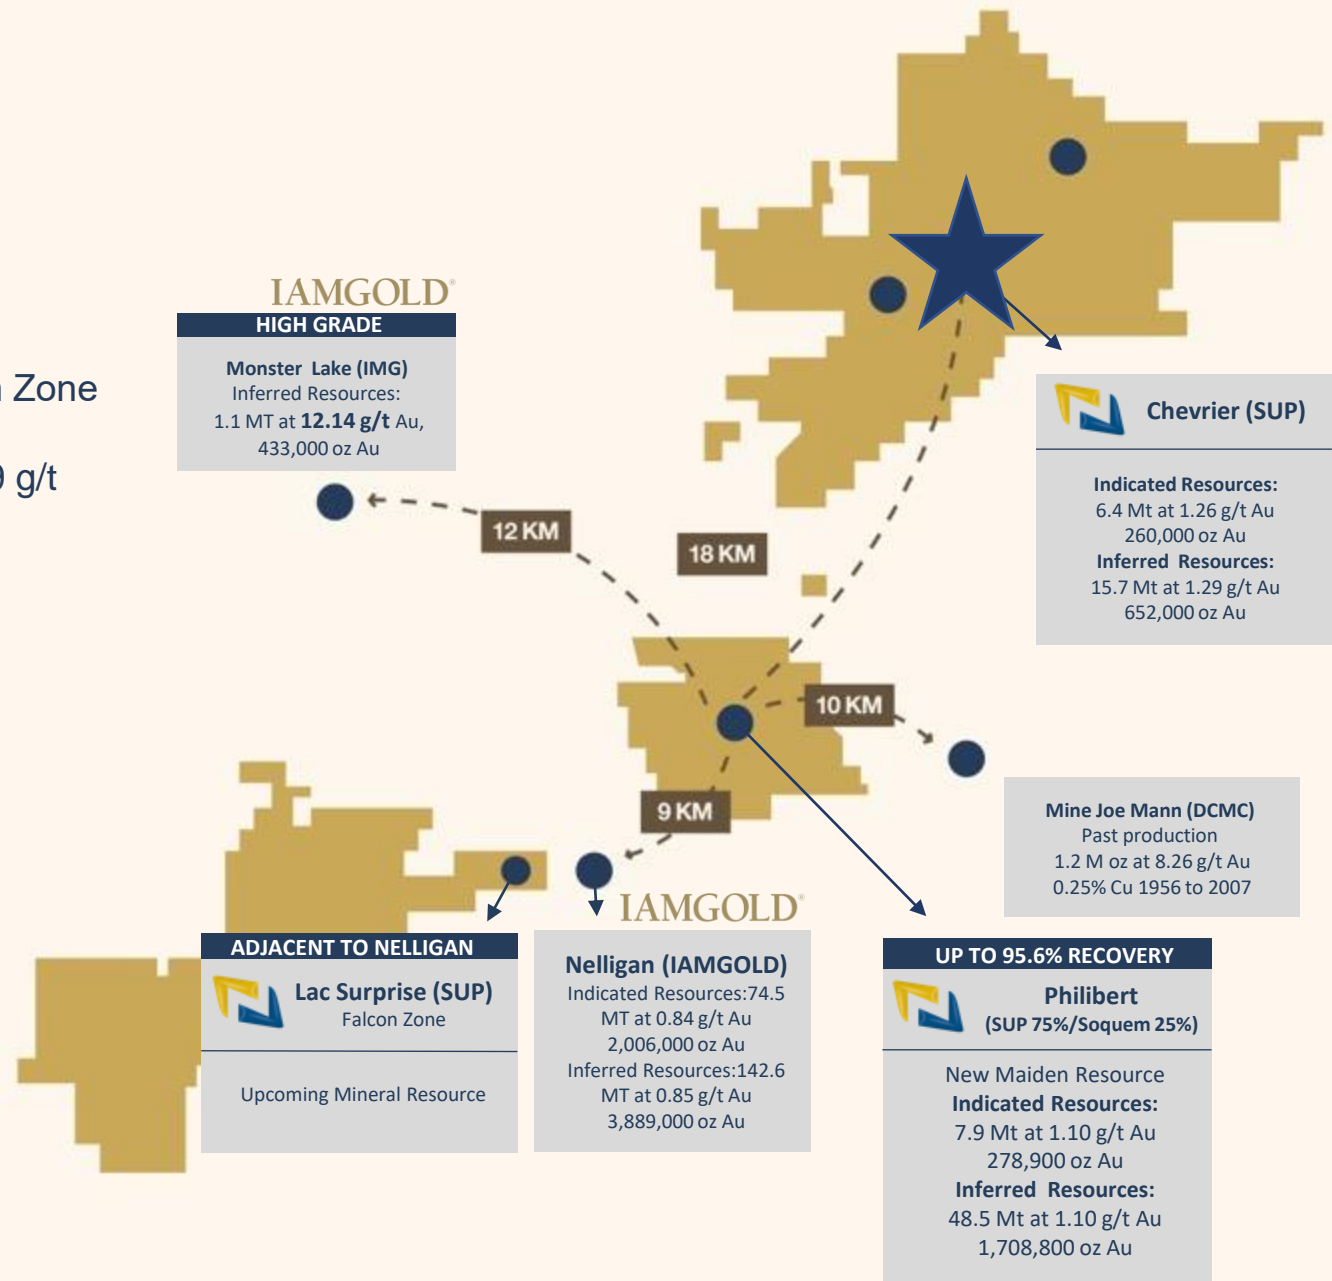 IAMGOLD®
HIGH GRADE
Monster Lake (IMG)
Inferred Resources:
1.1 MT at 12.14 g/t Au,
433,000 oz Au
Zone
g/t
12 KM
18 KM
Chevrier (SUP)
Indicated Resources:
6.4 Mt at 1.26 g/t Au
260,000 oz Au
Inferred Resources:
15.7 Mt at 1.29 g/t Au
652,000 oz Au
10 KM
9 KM
Mine Joe Mann (DCMC)
Past production
1.2 M oz at 8.26 g/t Au
0.25% Cu 1956 to 2007
ADJACENT TO NELLIGAN
Lac Surprise (SUP)
Falcon Zone
Upcoming Mineral Resource
IAMGOLD®
Nelligan (IAMGOLD)
Indicated Resources:74.5
MT at 0.84 g/t Au
2,006,000 oz Au
Inferred Resources:142.6
MT at 0.85 g/t Au
3,889,000 oz Au
UP TO 95.6% RECOVERY
Philibert
(SUP 75%/Soquem 25%)
New Maiden Resource
Indicated Resources:
7.9 Mt at 1.10 g/t Au
278,900 oz Au
Inferred Resources:
48.5 Mt at 1.10 g/t Au
1,708,800 oz Au